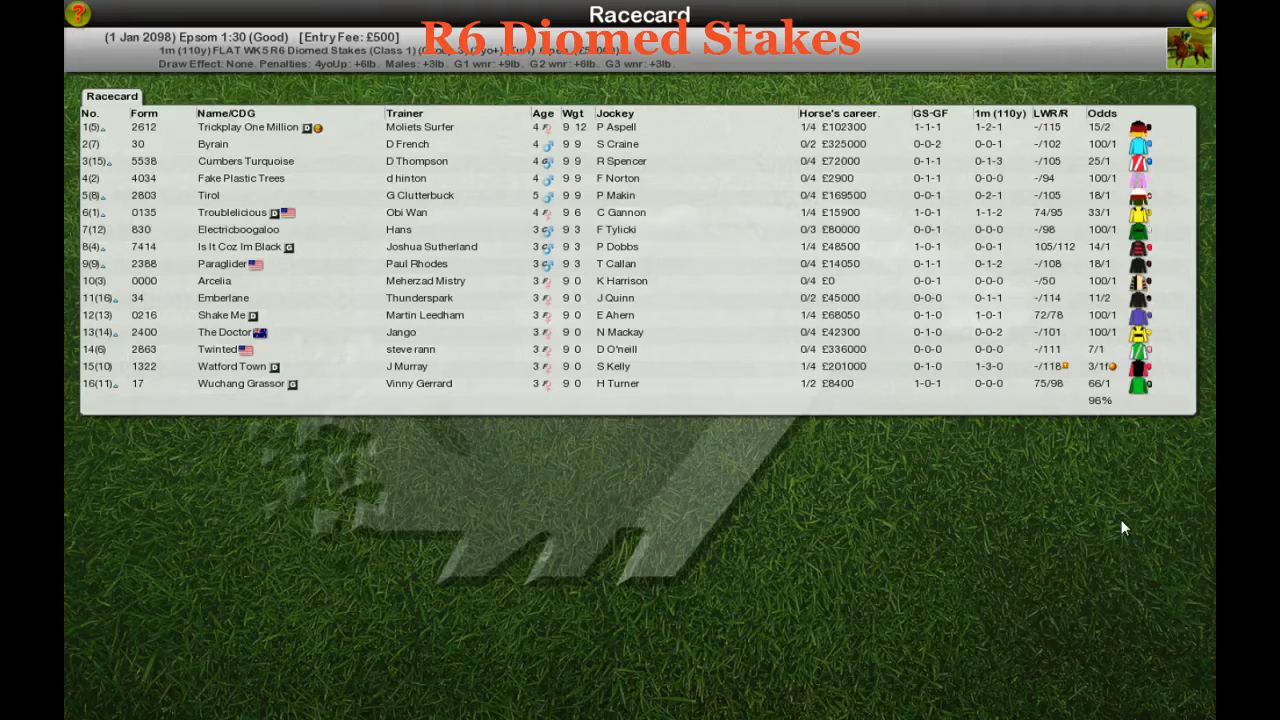 Racecard
R6 Diomed Stakes
(1 Jan 2098) Epsom 1:30 (Good) [Entry Fee: £500]
1m (110y) FLAT WK5 R6 Diomed Stakes (Class 1)
Draw Effect: None. Penalties: 4yoUp: +6lb. Males: +3lb. G1 wnr: +9lb. G2 wnr: +6lb. G3 wnr: +3lb.
Racecard
No. Form Name/CDG Trainer Age Wgt Jockey Horse's career. GS-GF 1m (110y) LWR/R Odds
1(5) 2612 Trickplay One Million D Moliets Surfer 4 9 12 P Aspell 1/4 £102300 1-1-1 1-2-1 -/115 15/2
2(7) 30 Byrain D French 4 9 9 S Craine 0/2 £325000 0-0-2 0-0-1 -/102 100/1
3(15) 5538 Cumbers Turquoise D Thompson 4 9 9 R Spencer 0/4 £72000 0-1-1 0-1-3 -/105 25/1
4(2) 4034 Fake Plastic Trees d hinton 4 9 9 F Norton 0/4 £2900 0-1-1 0-0-0 -/94 100/1
5(8) 2803 Tirol G Clutterbuck 5 9 9 P Makin 0/4 £169500 0-0-1 0-2-1 -/105 18/1
6(1) 0135 Troublelicious D Obi Wan 4 9 6 C Gannon 1/4 £15900 1-0-1 1-1-2 74/95 33/1
7(12) 830 Electricboogaloo Hans 3 9 3 F Tylicki 0/3 £80000 0-0-1 0-0-0 -/98 100/1
8(4) 7414 Is It Coz Im Black G Joshua Sutherland 3 9 3 P Dobbs 1/4 £48500 1-0-1 0-0-1 105/112 14/1
9(9) 2388 Paraglider Paul Rhodes 3 9 3 T Callan 0/4 £14050 0-0-1 0-1-2 -/108 18/1
10(3) 0000 Arcelia Meherzad Mistry 3 9 0 K Harrison 0/4 £0 0-0-1 0-0-1 -/50 100/1
11(16) 34 Emberlane Thunderspark 3 9 0 J Quinn 0/2 £45000 0-0-0 0-1-1 -/114 11/2
12(13) 0216 Shake Me D Martin Leedham 3 9 0 E Ahern 1/4 £68050 0-1-0 1-0-1 72/78 100/1
13(14) 2400 The Doctor Jango 3 9 0 N Mackay 0/4 £42300 0-1-0 0-0-2 -/101 100/1
14(6) 2863 Twinted steve rann 3 9 0 D O'neill 0/4 £336000 0-0-0 0-0-0 -/111 7/1
15(10) 1322 Watford Town D J Murray 3 9 0 S Kelly 1/4 £201000 0-1-0 1-3-0 -/118 3/1f
16(11) 17 Wuchang Grassor G Vinny Gerrard 3 9 0 H Turner 1/2 £8400 1-0-1 0-0-0 75/98 66/1
96%